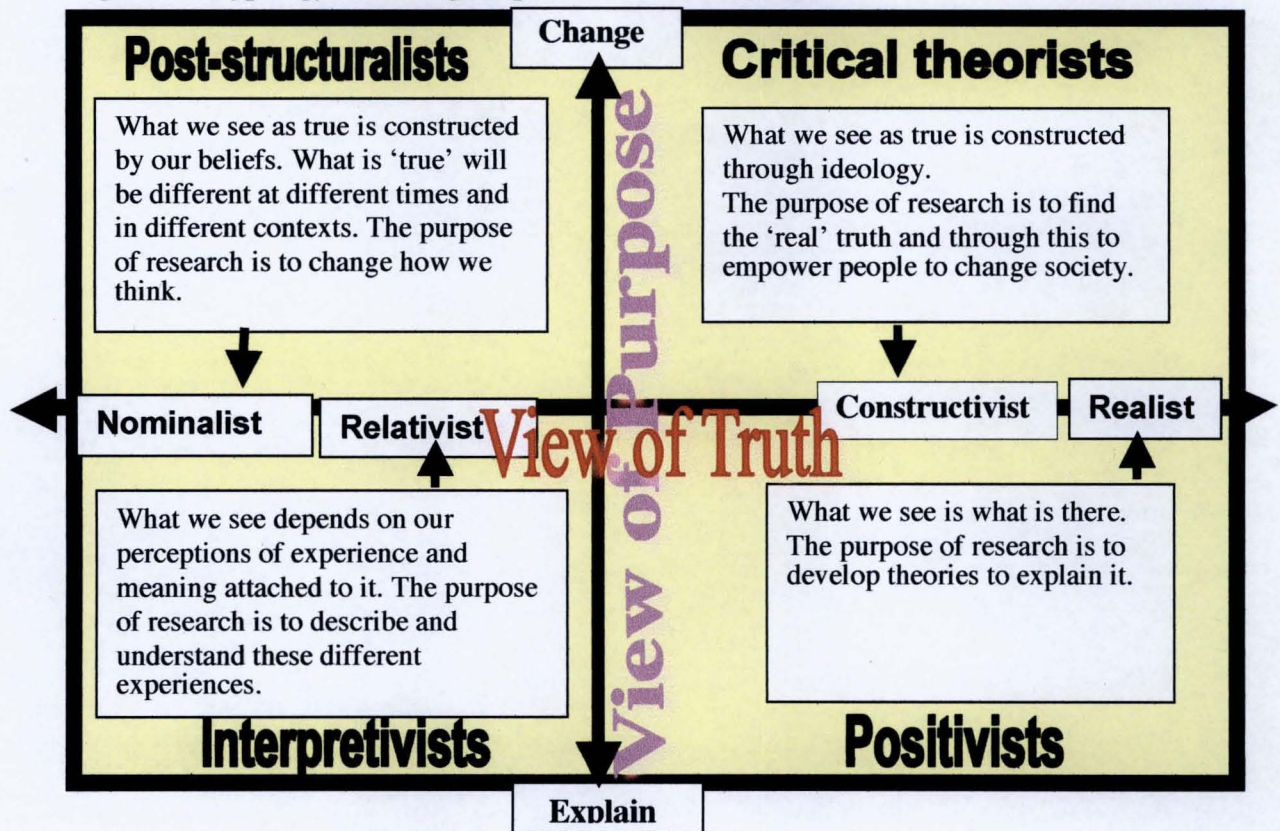 Change
Post-structuralists
Critical theorists
What we see as true is constructed
by our beliefs. What is ‘true’ will
be different at different times and
in different contexts. The purpose
of research is to change how we
think.
What we see as true is constructed
through ideology.
The purpose of research is to find
the ‘real’ truth and through this to
empower people to change society.
View of Purpose
Nominalist
Relativist
View of Truth
Constructivist
Realist
What we see depends on our
perceptions of experience and
meaning attached to it. The purpose
of research is to describe and
understand these different
experiences.
What we see is what is there.
The purpose of research is to
develop theories to explain it.
Interpretivists
Positivists
Explain